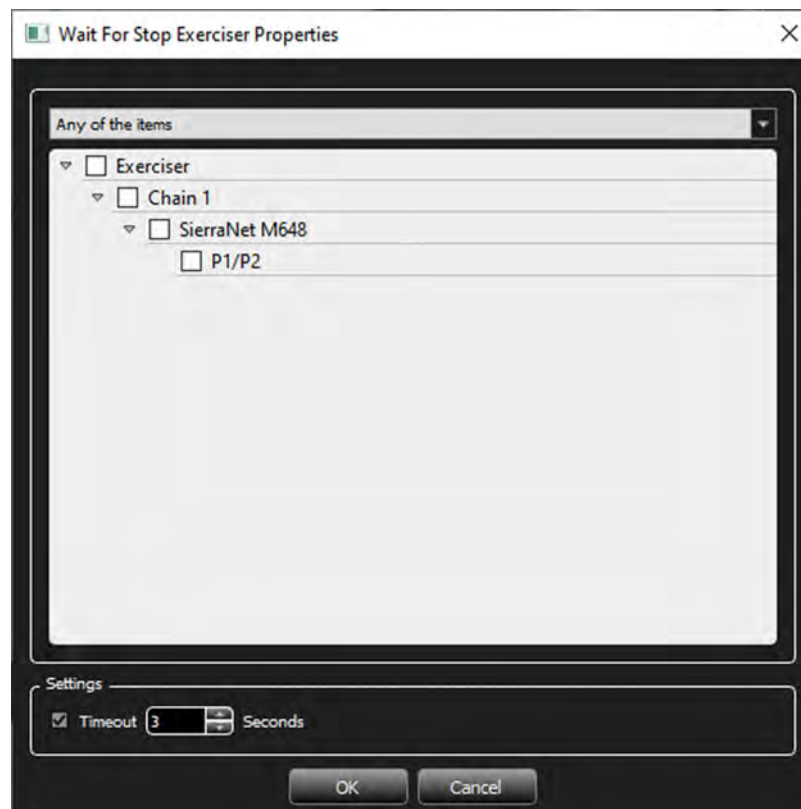 Wait For Stop Exerciser Properties
Any of the items
Exerciser
Chain 1
SierraNet M648
P1/P2
Settings
Timeout 3 Seconds
OK Cancel